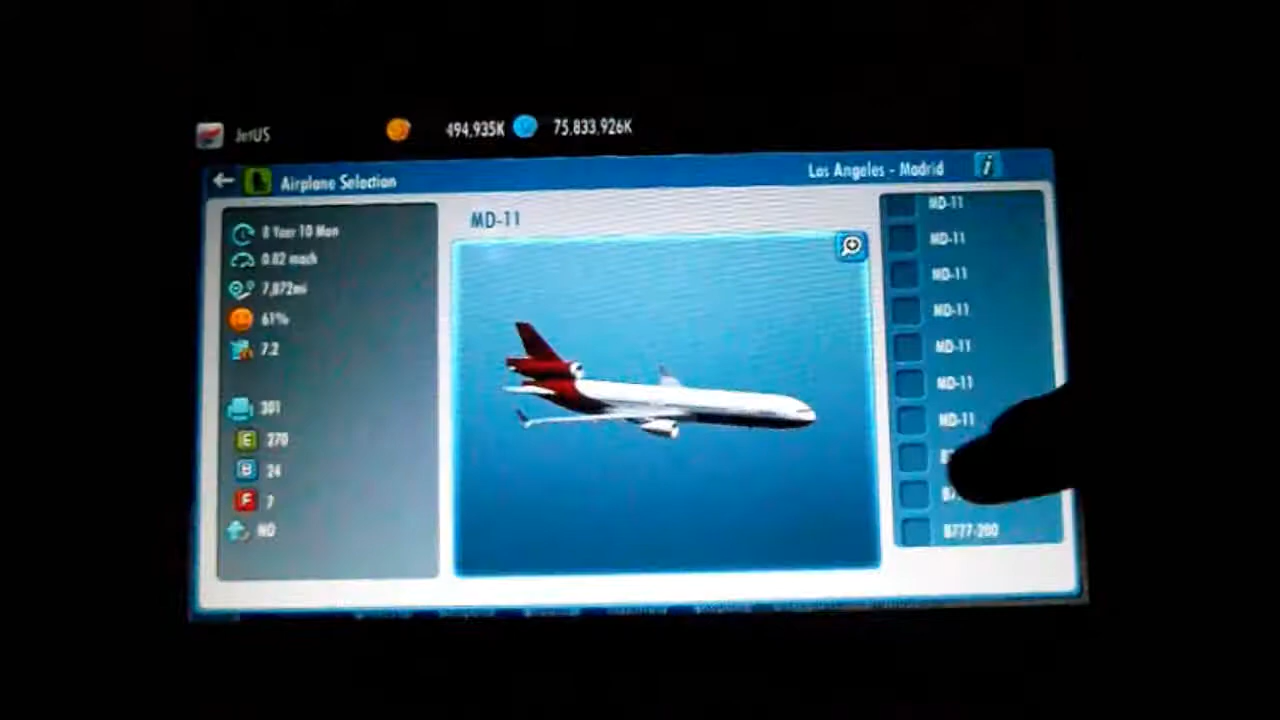 JetUS
494,935K
75,833,926K
Airplane Selection
Los Angeles - Madrid
i
8 Year 10 Mon
0.82 mach
7,872mi
61%
7.2
301
E 270
B 24
F 7
NO
MD-11
MD-11
MD-11
MD-11
MD-11
MD-11
MD-11
MD-11
B777-200